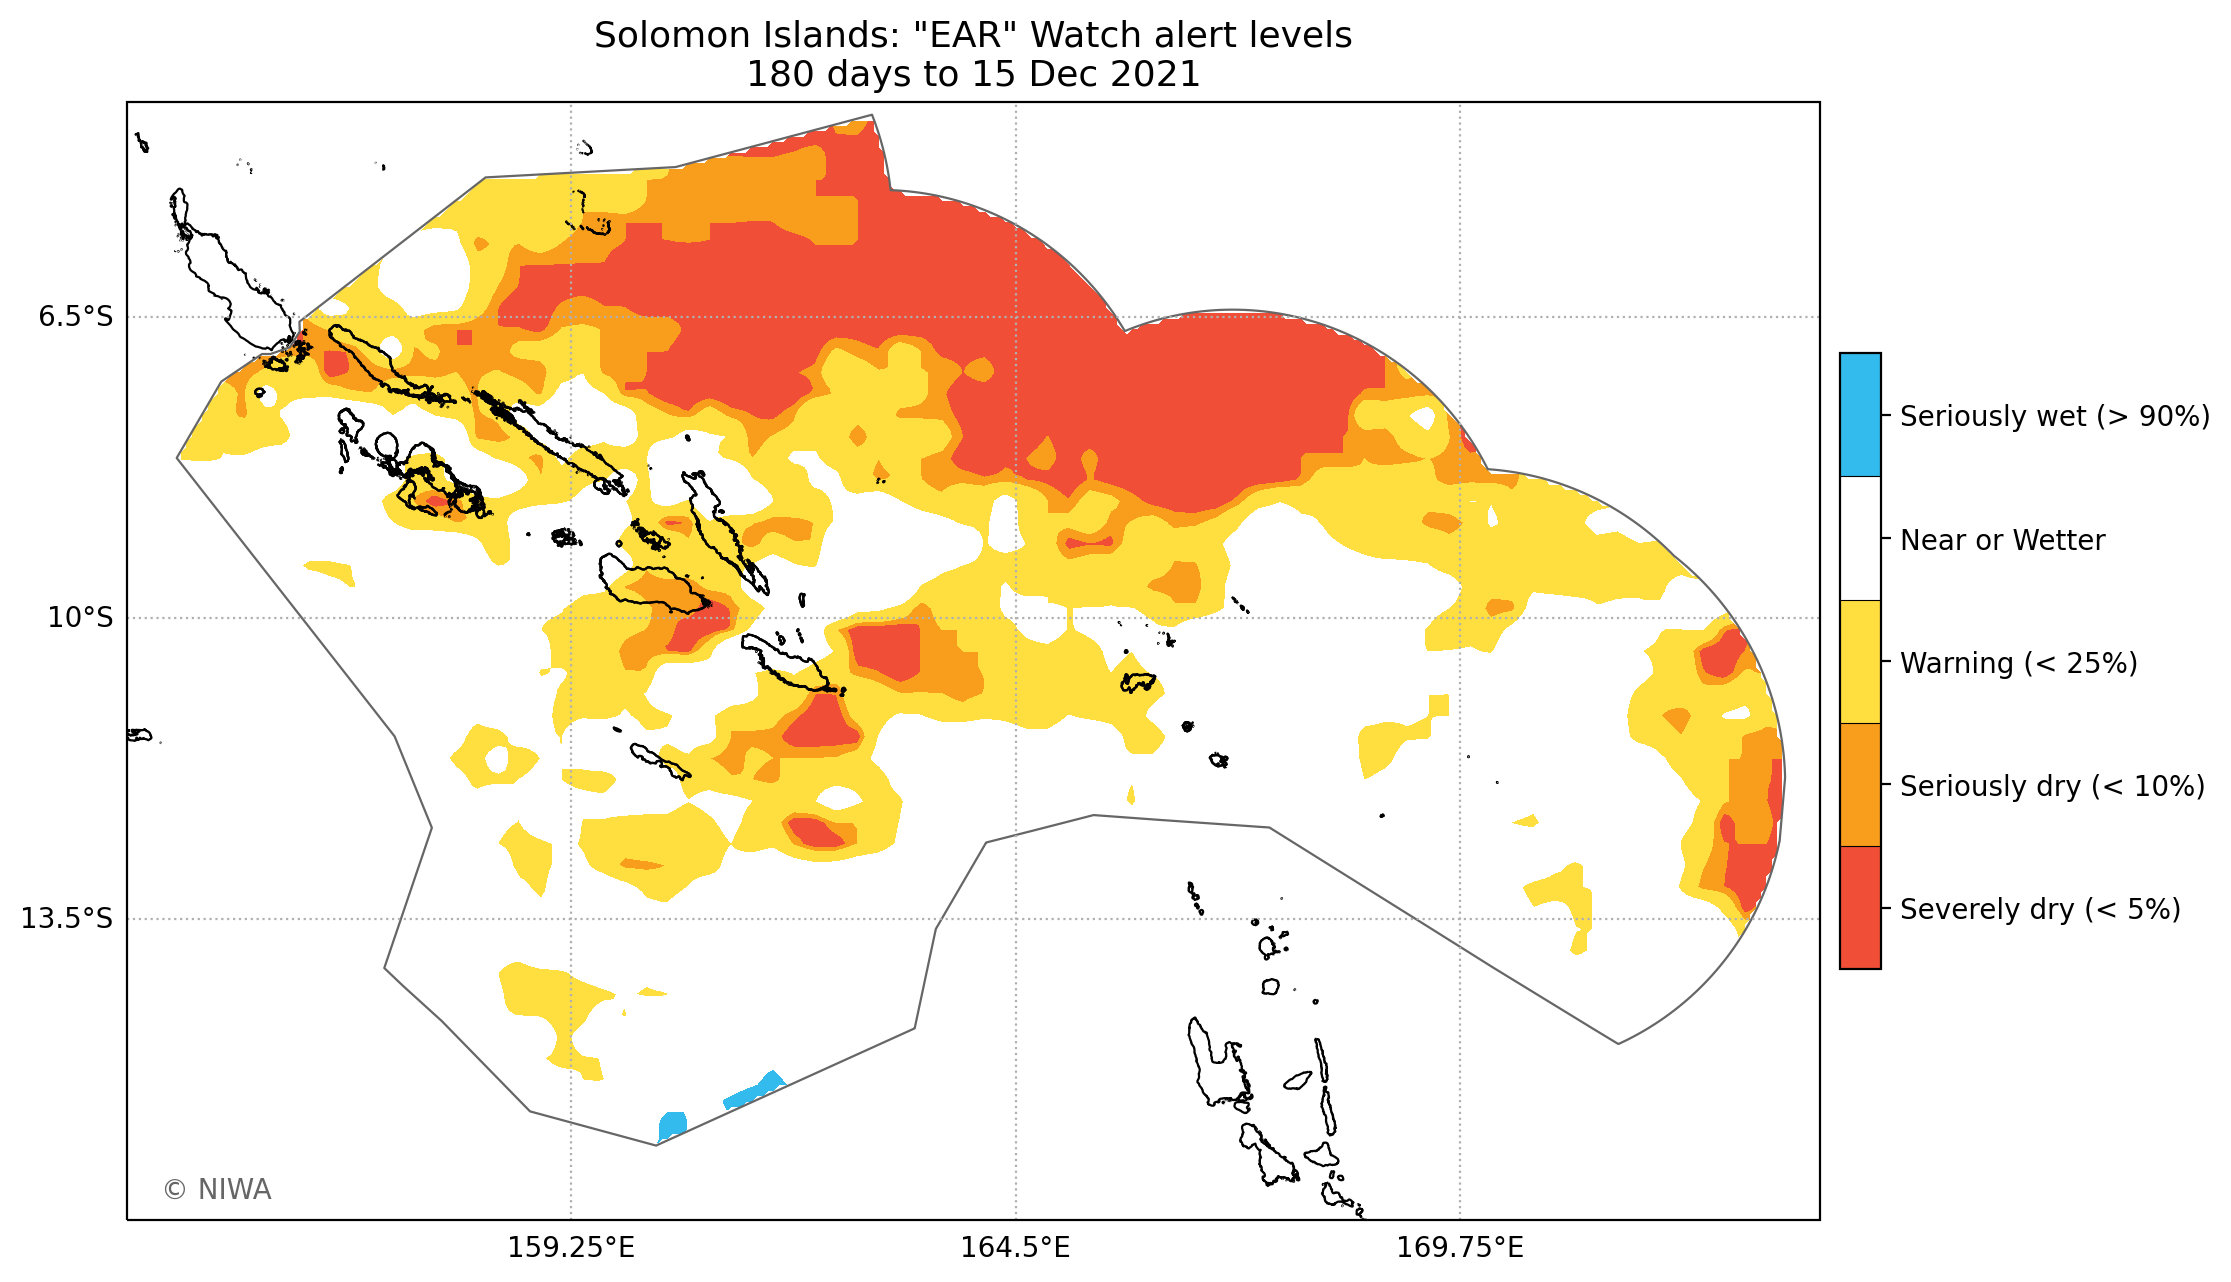 Solomon Islands: "EAR" Watch alert levels
180 days to 15 Dec 2021
6.5°S
10°S
13.5°S
159.25°E
164.5°E
169.75°E
Seriously wet (> 90%)
Near or Wetter
Warning (< 25%)
Seriously dry (< 10%)
Severely dry (< 5%)
© NIWA